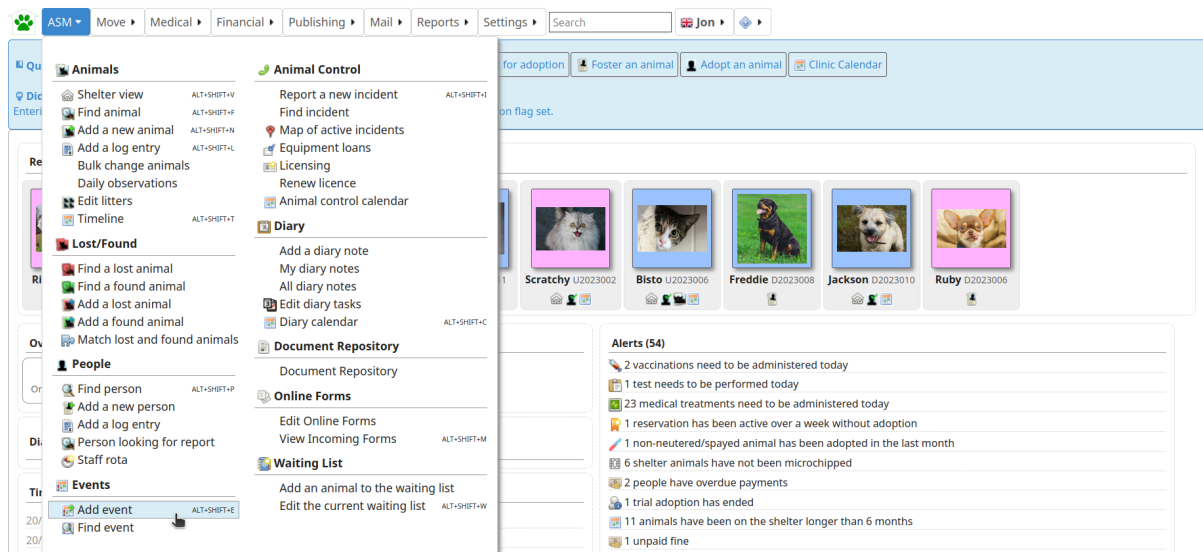 ASM Move Medical Financial Publishing Mail Reports Settings Search Jon
Qu
for adoption Foster an animal Adopt an animal Clinic Calendar
Did
Enteri
on flag set.
Animals
Shelter view ALT+SHIFT+V
Find animal ALT+SHIFT+F
Add a new animal ALT+SHIFT+N
Add a log entry ALT+SHIFT+L
Bulk change animals
Daily observations
Edit litters
Timeline ALT+SHIFT+T
Lost/Found
Find a lost animal
Find a found animal
Add a lost animal
Add a found animal
Match lost and found animals
People
Find person ALT+SHIFT+P
Add a new person
Add a log entry
Person looking for report
Staff rota
Events
Add event ALT+SHIFT+E
Find event
Animal Control
Report a new incident ALT+SHIFT+I
Find incident
Map of active incidents
Equipment loans
Licensing
Renew licence
Animal control calendar
Diary
Add a diary note
My diary notes
All diary notes
Edit diary tasks
Diary calendar ALT+SHIFT+C
Document Repository
Document Repository
Online Forms
Edit Online Forms
View Incoming Forms ALT+SHIFT+M
Waiting List
Add an animal to the waiting list
Edit the current waiting list ALT+SHIFT+W
Re
Ri
1
Scratchy U2023002
Bisto U2023006
Freddie D2023008
Jackson D2023010
Ruby D2023006
Ov
On
Dia
Tir
20/
20/
Alerts (54)
2 vaccinations need to be administered today
1 test needs to be performed today
23 medical treatments need to be administered today
1 reservation has been active over a week without adoption
1 non-neutered/spayed animal has been adopted in the last month
6 shelter animals have not been microchipped
2 people have overdue payments
1 trial adoption has ended
11 animals have been on the shelter longer than 6 months
1 unpaid fine